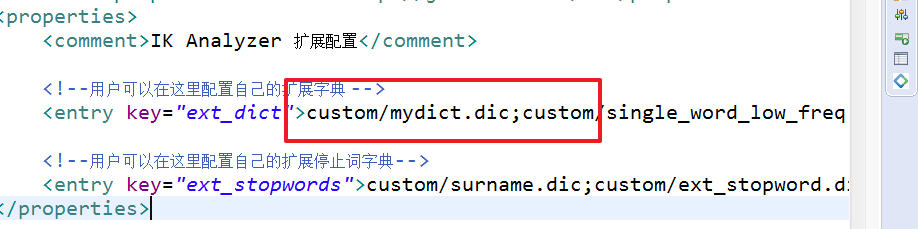 <properties>
<comment>IK Analyzer 扩展配置</comment>
<!--用户可以在这里配置自己的扩展字典 -->
<entry key="ext_dict">custom/mydict.dic;custom/single_word_low_freq
<!--用户可以在这里配置自己的扩展停止词字典-->
<entry key="ext_stopwords">custom/surname.dic;custom/ext_stopword.di
</properties>